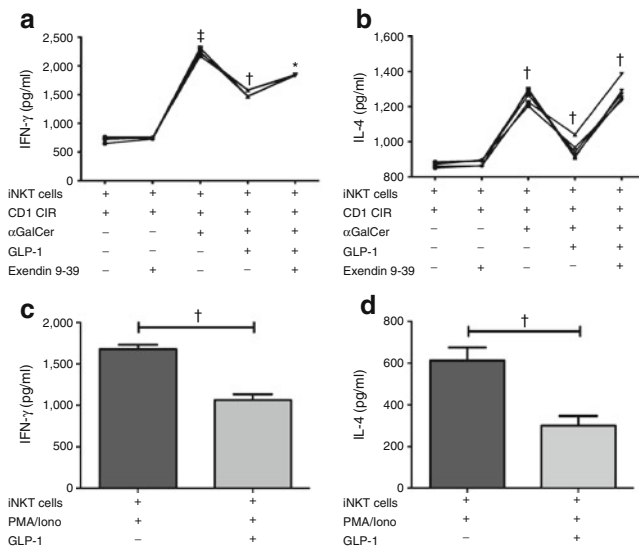 a
‡
†
*
IFN-γ (pg/ml)
2,500
2,000
1,500
1,000
500
0
iNKT cells + + + + +
CD1 CIR + + + + +
αGalCer – – + + +
GLP-1 – – – + +
Exendin 9-39 – + – – +
b
†
†
†
IL-4 (pg/ml)
1,600
1,400
1,200
1,000
800
iNKT cells + + + + +
CD1 CIR + + + + +
αGalCer – – + + +
GLP-1 – – – + +
Exendin 9-39 – + – – +
c
†
IFN-γ (pg/ml)
2,000
1,500
1,000
500
0
iNKT cells + +
PMA/Iono + +
GLP-1 – +
d
†
IL-4 (pg/ml)
800
600
400
200
0
iNKT cells + +
PMA/Iono + +
GLP-1 – +